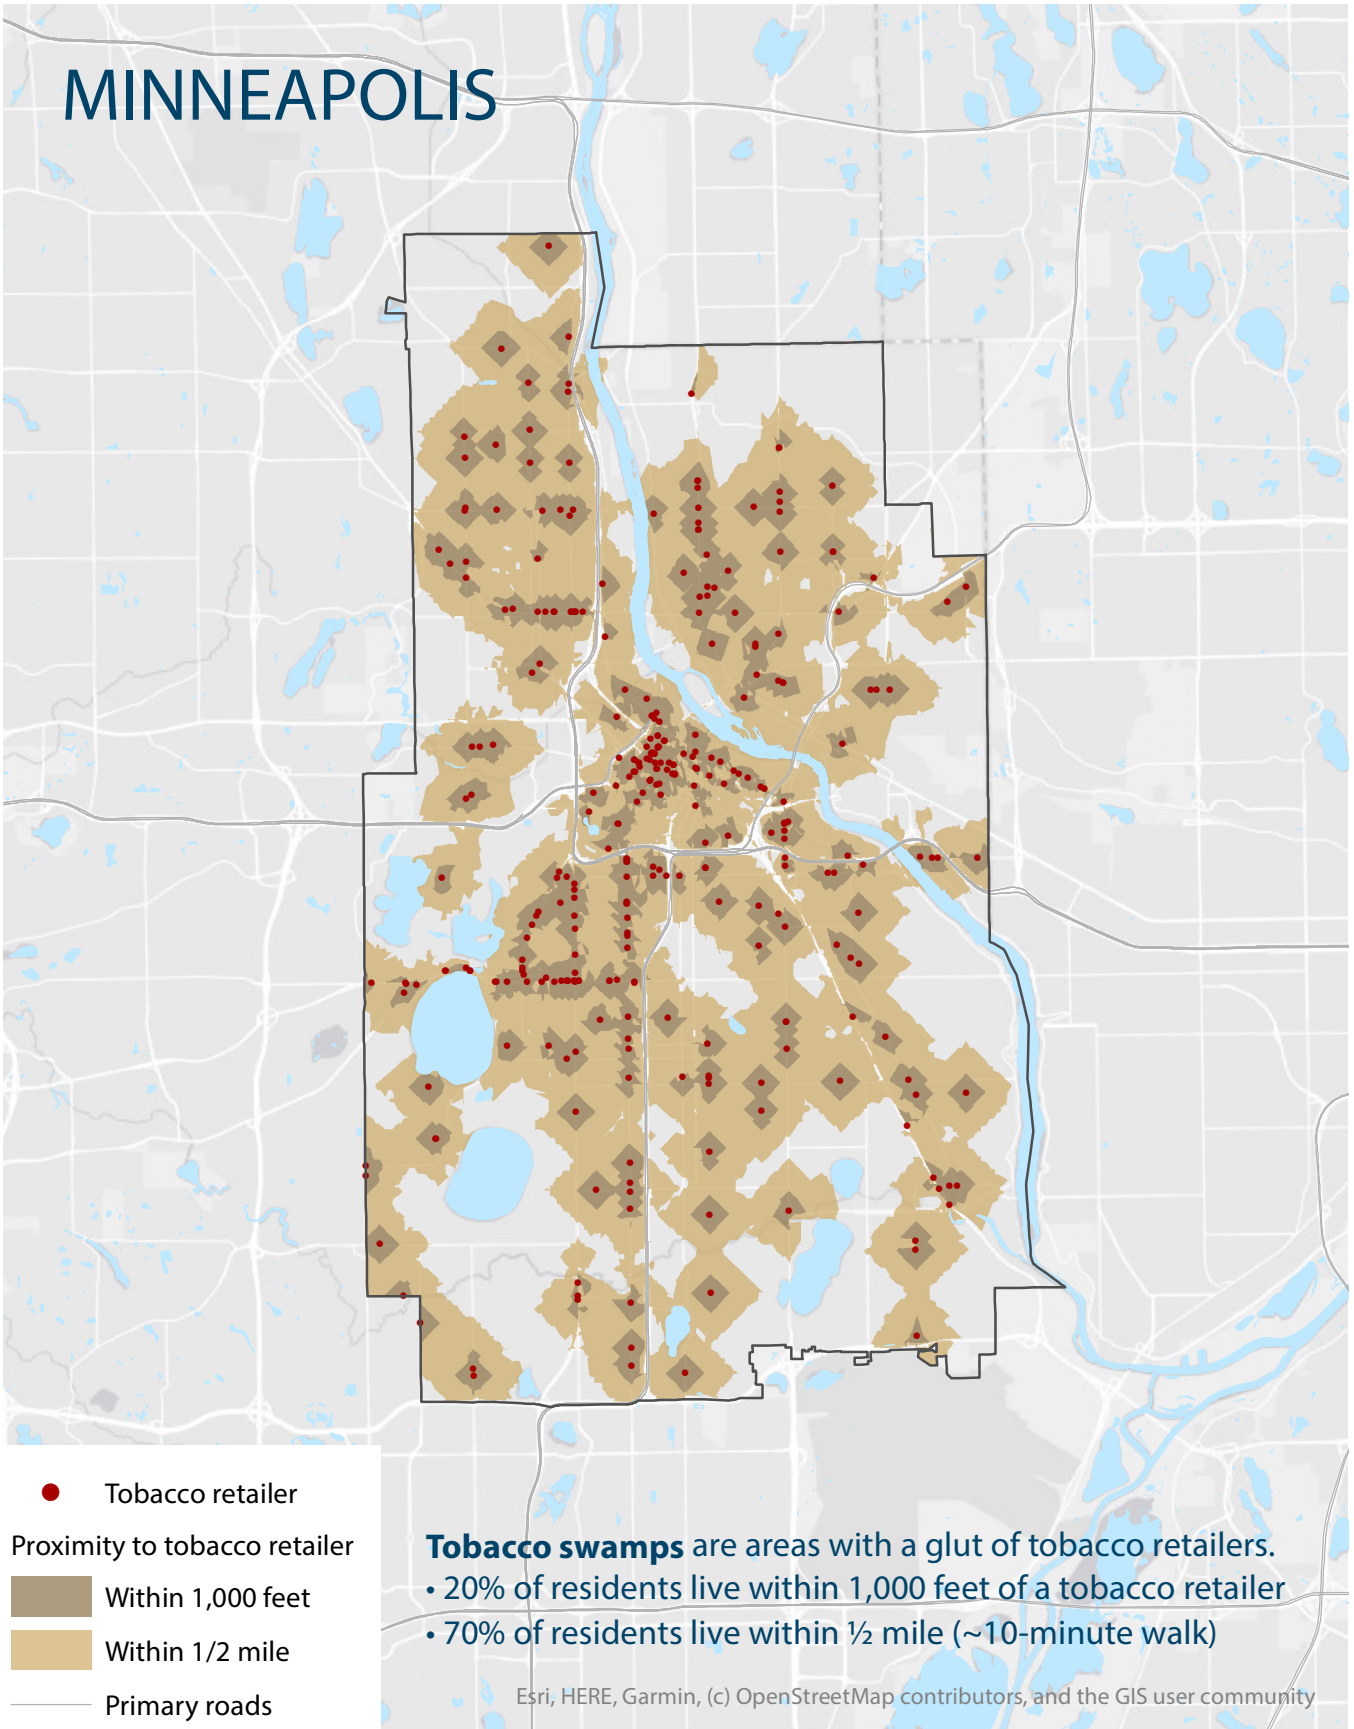 MINNEAPOLIS
Tobacco retailer
Proximity to tobacco retailer
Within 1,000 feet
Within 1/2 mile
Primary roads
Tobacco swamps are areas with a glut of tobacco retailers.
• 20% of residents live within 1,000 feet of a tobacco retailer
• 70% of residents live within ½ mile (~10-minute walk)
Esri, HERE, Garmin, (c) OpenStreetMap contributors, and the GIS user community